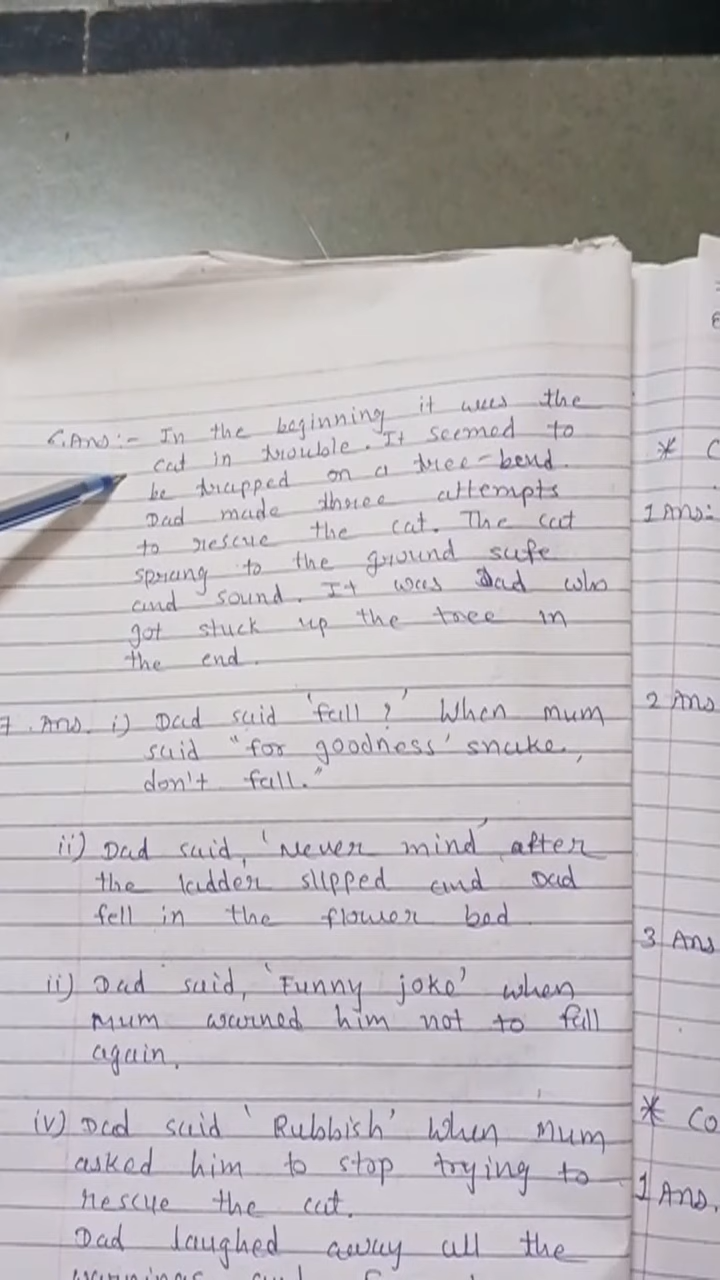 6. Ans :- In the beginning it was the
cat in trouble. It seemed to
be trapped on a tree-bend.
Dad made three attempts
to rescue the cat. The cat
sprang to the ground safe
and sound. It was Dad who
got stuck up the tree in
the end.
7. Ans. i) Dad said 'fall?' When mum
said "for goodness' snake,
don't fall."
ii) Dad said, 'Never mind' after
the ladder slipped and Dad
fell in the flower bed
ii) Dad said, 'Funny joke' when
Mum warned him not to fall
again.
iv) Dad said 'Rubbish' When Mum
asked him to stop trying to
rescue the cat.
Dad laughed away all the
* C
1 Ans:
2 Ans
3 Ans
* Co
1 Ans.